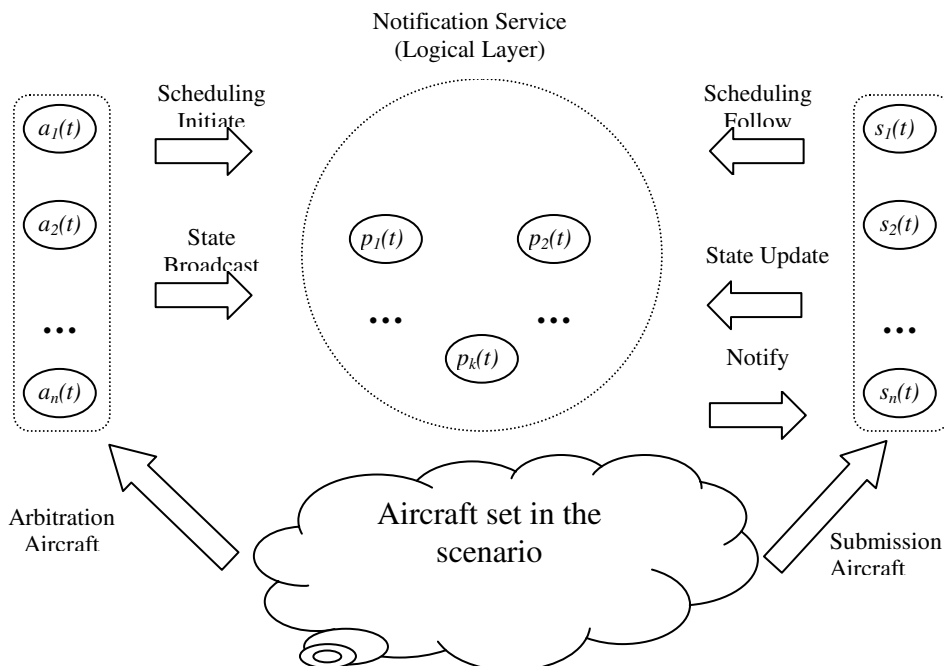 Notification Service
(Logical Layer)
Scheduling
Initiate
Scheduling
Follow
a1(t)
s1(t)
a2(t)
State
Broadcast
p1(t)
p2(t)
State Update
s2(t)
...
...
...
...
Notify
pk(t)
an(t)
sn(t)
Arbitration
Aircraft
Aircraft set in the
scenario
Submission
Aircraft